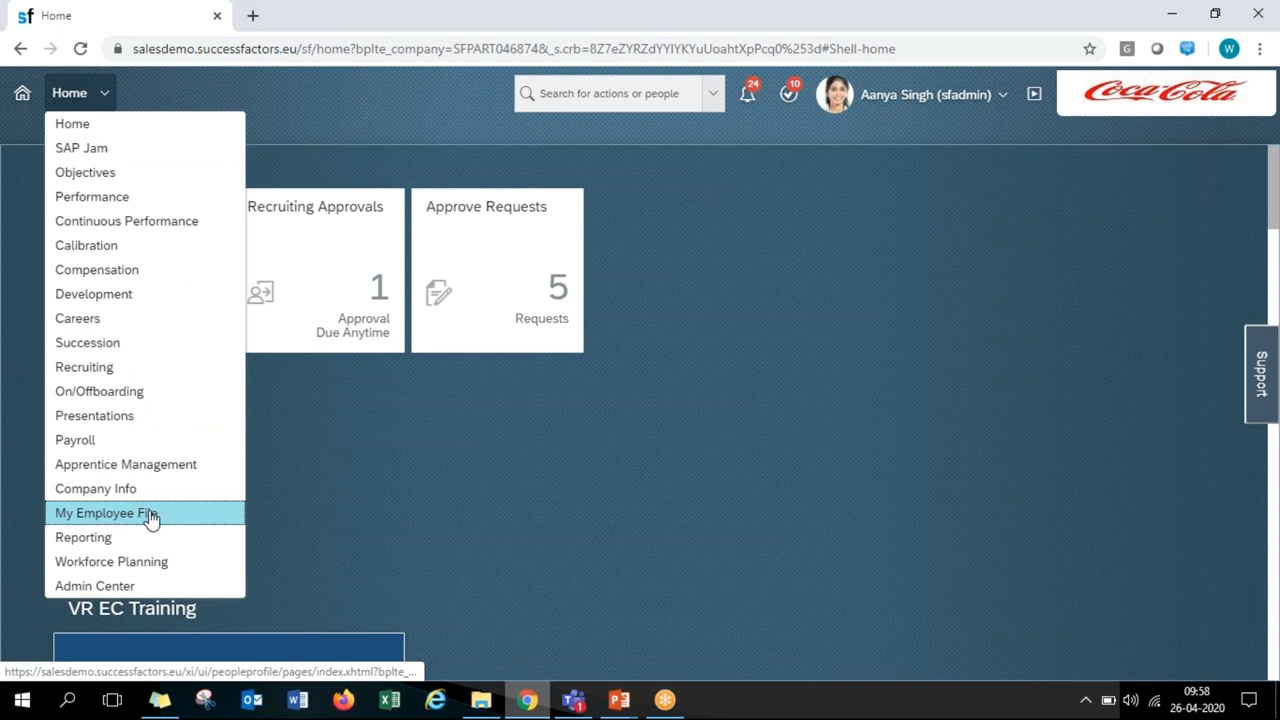 sf Home
salesdemo.successfactors.eu/sf/home?bplte_company=SFPART046874&_s.crb=8Z7eZYRZdYYlYKYuUoahtXpPcq0%253d#Shell-home
G
W
Home
Search for actions or people
24
10
Aanya Singh (sfadmin)
Coca-Cola
Home
SAP Jam
Objectives
Performance
Continuous Performance
Calibration
Compensation
Development
Careers
Succession
Recruiting
On/Offboarding
Presentations
Payroll
Apprentice Management
Company Info
My Employee File
Reporting
Workforce Planning
Admin Center
Recruiting Approvals
1
Approval
Due Anytime
Approve Requests
5
Requests
Support
VR EC Training
https://salesdemo.successfactors.eu/xi/ui/peopleprofile/pages/index.xhtml?bplte_...
09:58
26-04-2020